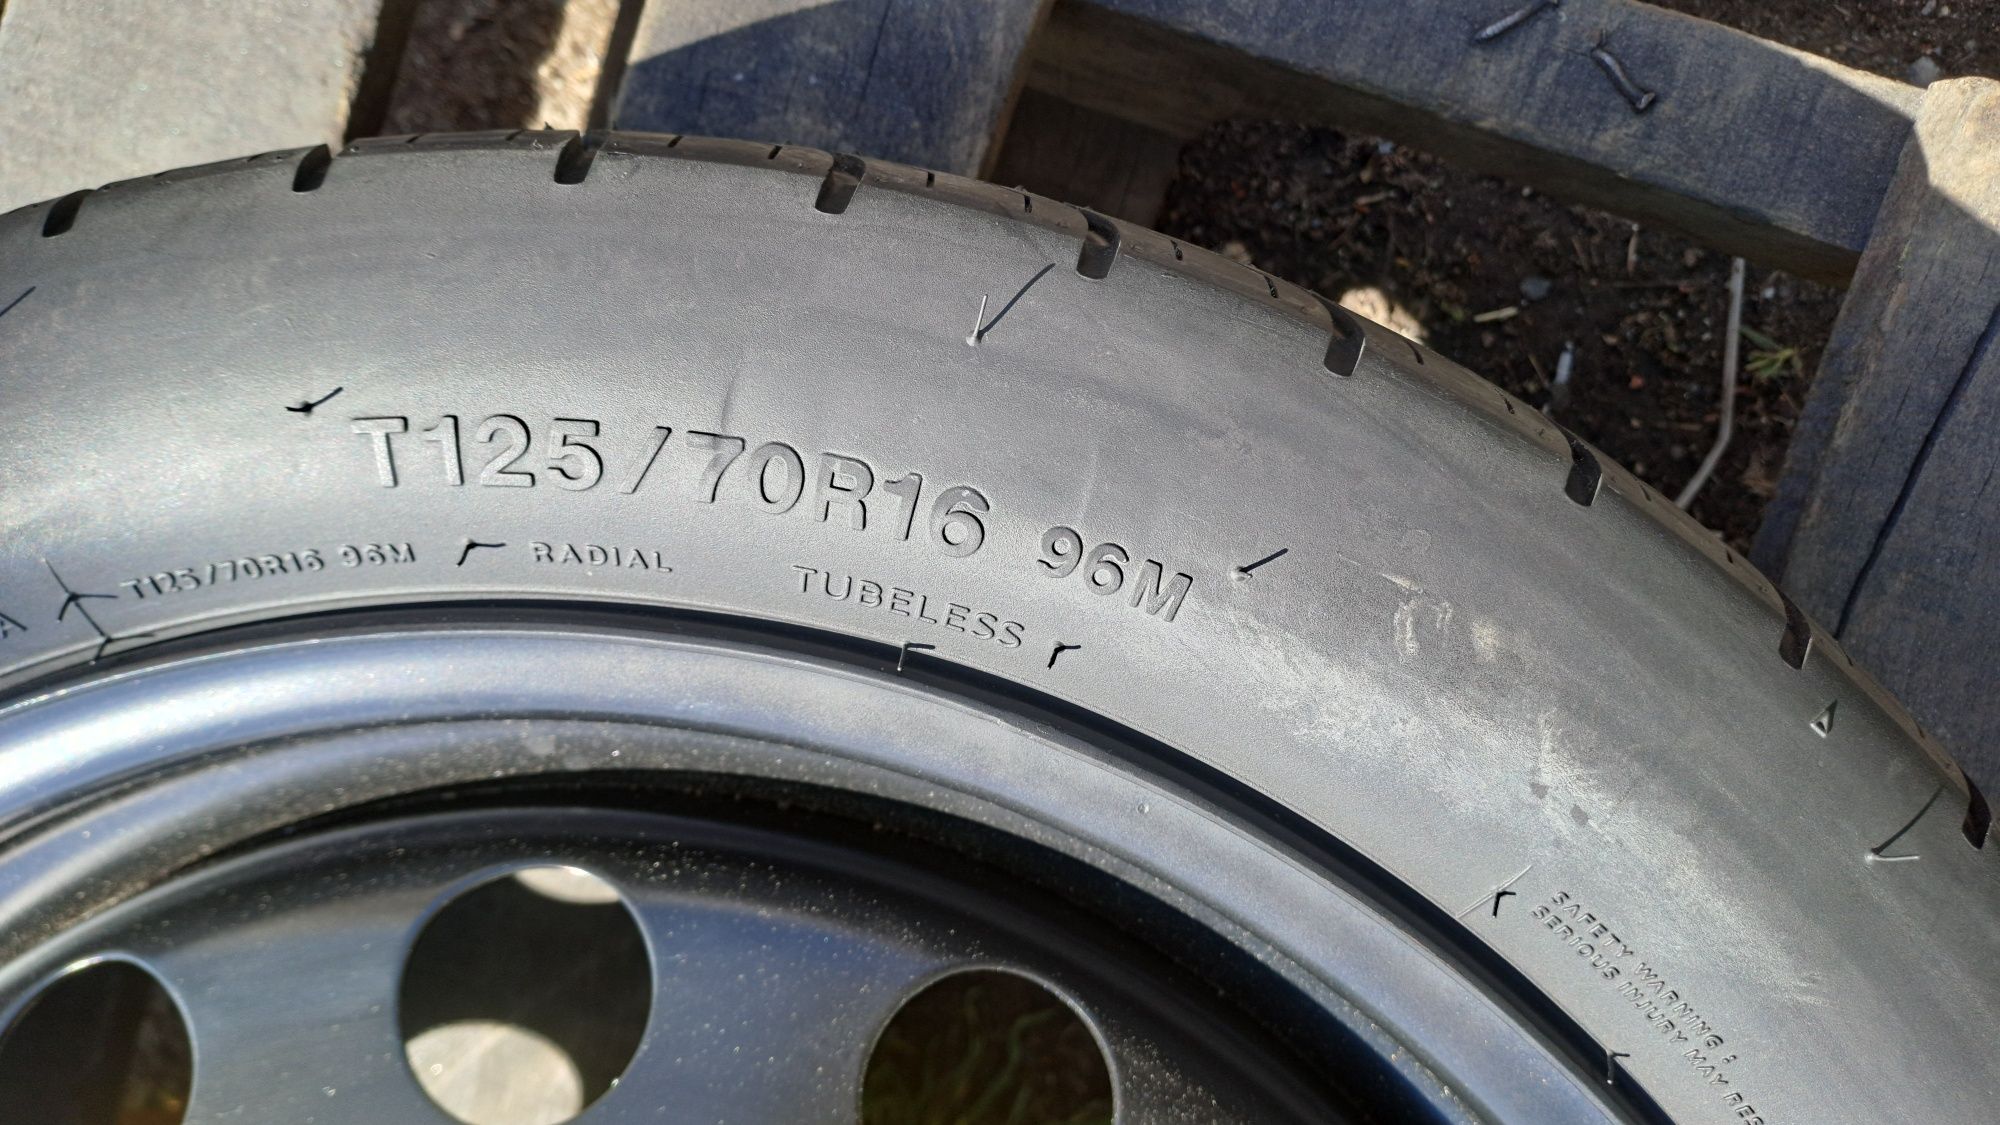 T125/70R16 96M
T125/70R16 96M RADIAL
TUBELESS
SAFETY WARNING:
SERIOUS INJURY MAY